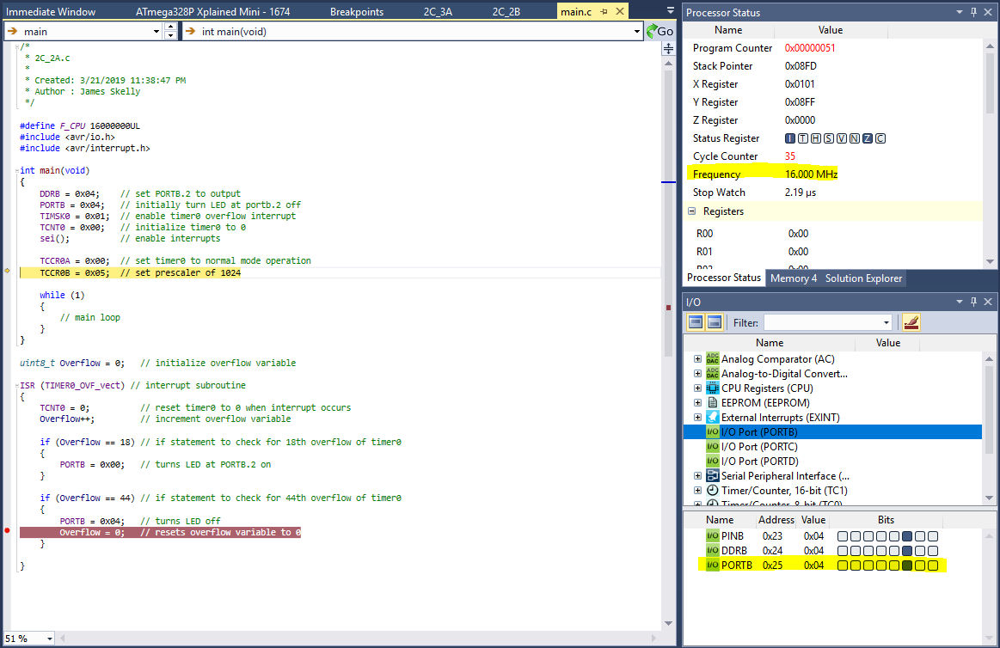 Immediate Window ATmega328P Xplained Mini - 1674 Breakpoints 2C_3A 2C_2B main.c
main int main(void) Go
/*
* 2C_2A.c
*
* Created: 3/21/2019 11:38:47 PM
* Author : James Skelly
*/
#define F_CPU 16000000UL
#include <avr/io.h>
#include <avr/interrupt.h>
int main(void)
{
DDRB = 0x04; // set PORTB.2 to output
PORTB = 0x04; // initially turn LED at portb.2 off
TIMSK0 = 0x01; // enable timer0 overflow interrupt
TCNT0 = 0x00; // initialize timer0 to 0
sei(); // enable interrupts
TCCR0A = 0x00; // set timer0 to normal mode operation
TCCR0B = 0x05; // set prescaler of 1024
while (1)
{
// main loop
}
}
uint8_t Overflow = 0; // initialize overflow variable
ISR (TIMER0_OVF_vect) // interrupt subroutine
{
TCNT0 = 0; // reset timer0 to 0 when interrupt occurs
Overflow++; // increment overflow variable
if (Overflow == 18) // if statement to check for 18th overflow of timer0
{
PORTB = 0x00; // turns LED at PORTB.2 on
}
if (Overflow == 44) // if statement to check for 44th overflow of timer0
{
PORTB = 0x04; // turns LED off
Overflow = 0; // resets overflow variable to 0
}
}
51 %
Processor Status
Name Value
Program Counter 0x00000051
Stack Pointer 0x08FD
X Register 0x0101
Y Register 0x08FF
Z Register 0x0000
Status Register I T H S V N Z C
Cycle Counter 35
Frequency 16.000 MHz
Stop Watch 2.19 µs
Registers
R00 0x00
R01 0x00
R02 0x00
Processor Status Memory 4 Solution Explorer
I/O
Filter:
Name Value
Analog Comparator (AC)
Analog-to-Digital Convert...
CPU Registers (CPU)
EEPROM (EEPROM)
External Interrupts (EXINT)
I/O Port (PORTB)
I/O Port (PORTC)
I/O Port (PORTD)
Serial Peripheral Interface (...
Timer/Counter, 16-bit (TC1)
Timer/Counter, 8-bit (TC0)
Name Address Value Bits
I/O PINB 0x23 0x04
I/O DDRB 0x24 0x04
I/O PORTB 0x25 0x04